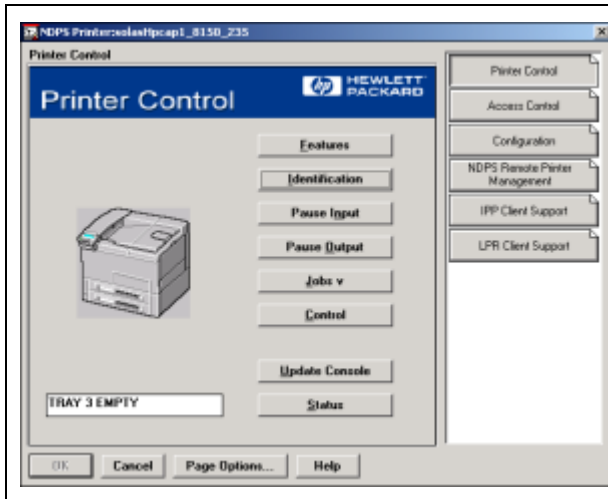 NDPS Printer:solasHpcap1_8150_235
Printer Control
Printer Control
hp HEWLETT
PACKARD
Features
Identification
Pause Input
Pause Output
Jobs v
Control
Update Console
Status
TRAY 3 EMPTY
Printer Control
Access Control
Configuration
NDPS Remote Printer
Management
IPP Client Support
LPR Client Support
OK
Cancel
Page Options...
Help